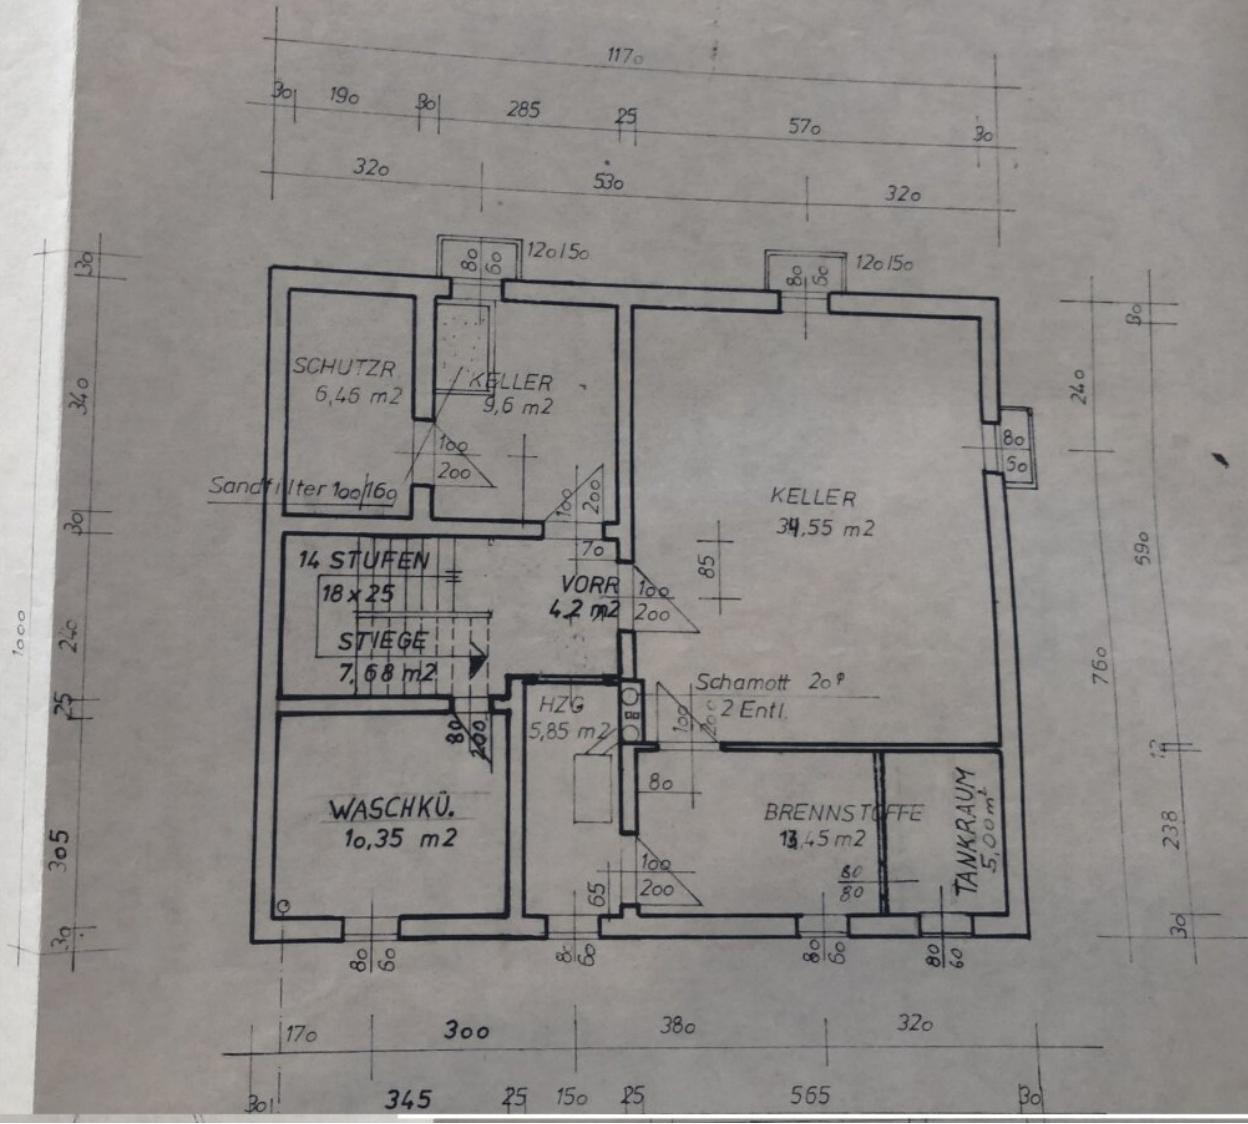 1170
30 190 30 285 25 570 30
320 530 320
80 60 120/50
80 50 120/50
30
30
SCHUTZR.
6,46 m2
KELLER
9,6 m2
340
240
80
50
100
200
Sandfilter 100/160
100 200
KELLER
34,55 m2
30
70
85
590
14 STUFEN
18 x 25
VORR
4,2 m2
100
200
1000
240
STIEGE
7,68 m2
760
Schamott 20
2 Entl.
100 200
25
HZG
5,85 m2
80 200
12
80
WASCHKÜ.
10,35 m2
BRENNSTOFFE
13,45 m2
TANKRAUM
5,00 m²
238
305
100
200
80
80
65
30
30
80 60
80 60
80 60
80 60
170 300 380 320
30 345 25 150 25 565 30